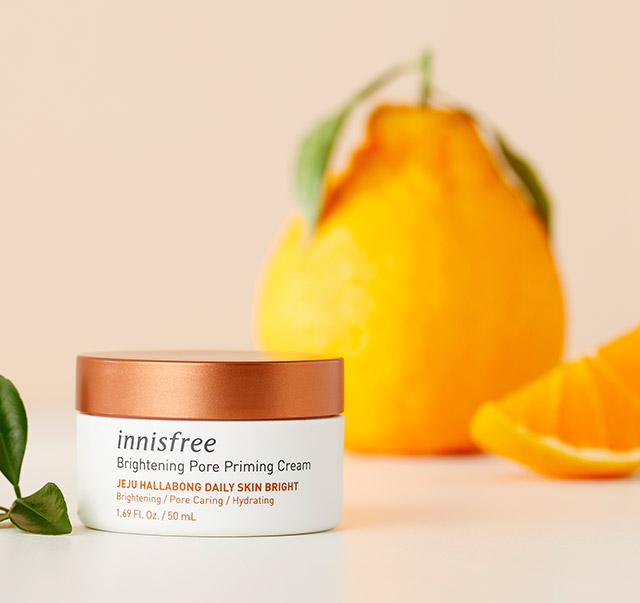 innisfree
Brightening Pore Priming Cream
JEJU HALLABONG DAILY SKIN BRIGHT
Brightening / Pore Caring / Hydrating
1.69 Fl. Oz. / 50 mL